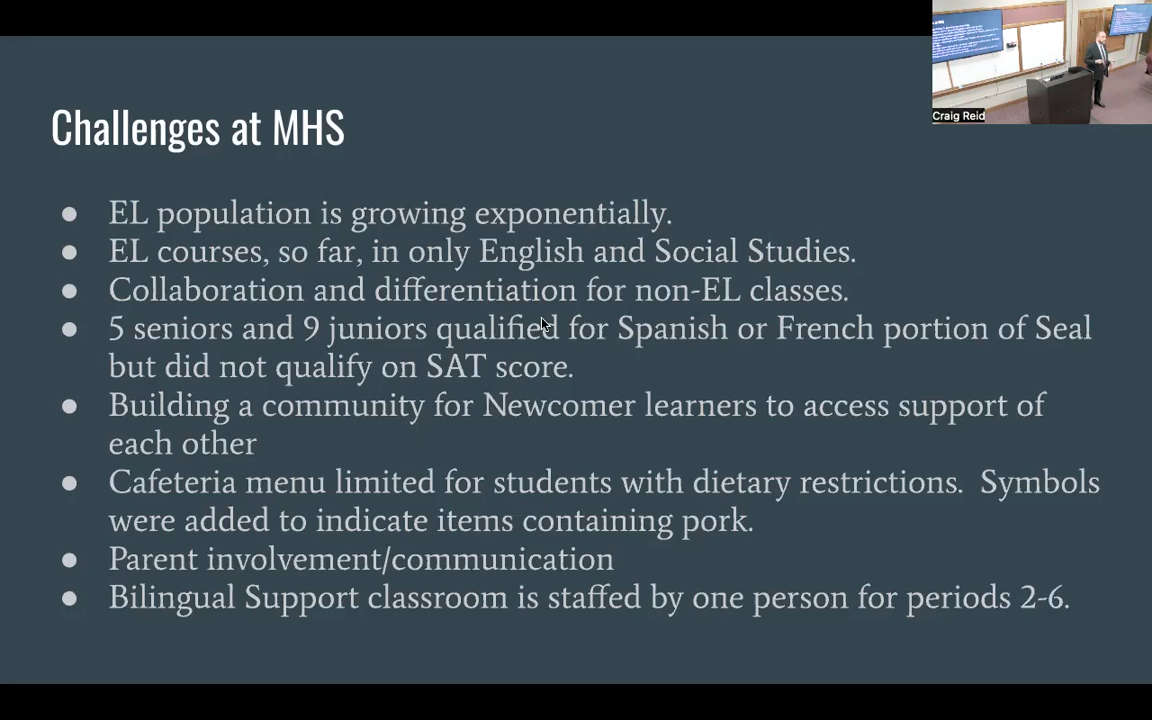 Craig Reid
Challenges at MHS
● EL population is growing exponentially.
● EL courses, so far, in only English and Social Studies.
● Collaboration and differentiation for non-EL classes.
● 5 seniors and 9 juniors qualified for Spanish or French portion of Seal
but did not qualify on SAT score.
● Building a community for Newcomer learners to access support of
each other
● Cafeteria menu limited for students with dietary restrictions.  Symbols
were added to indicate items containing pork.
● Parent involvement/communication
● Bilingual Support classroom is staffed by one person for periods 2-6.